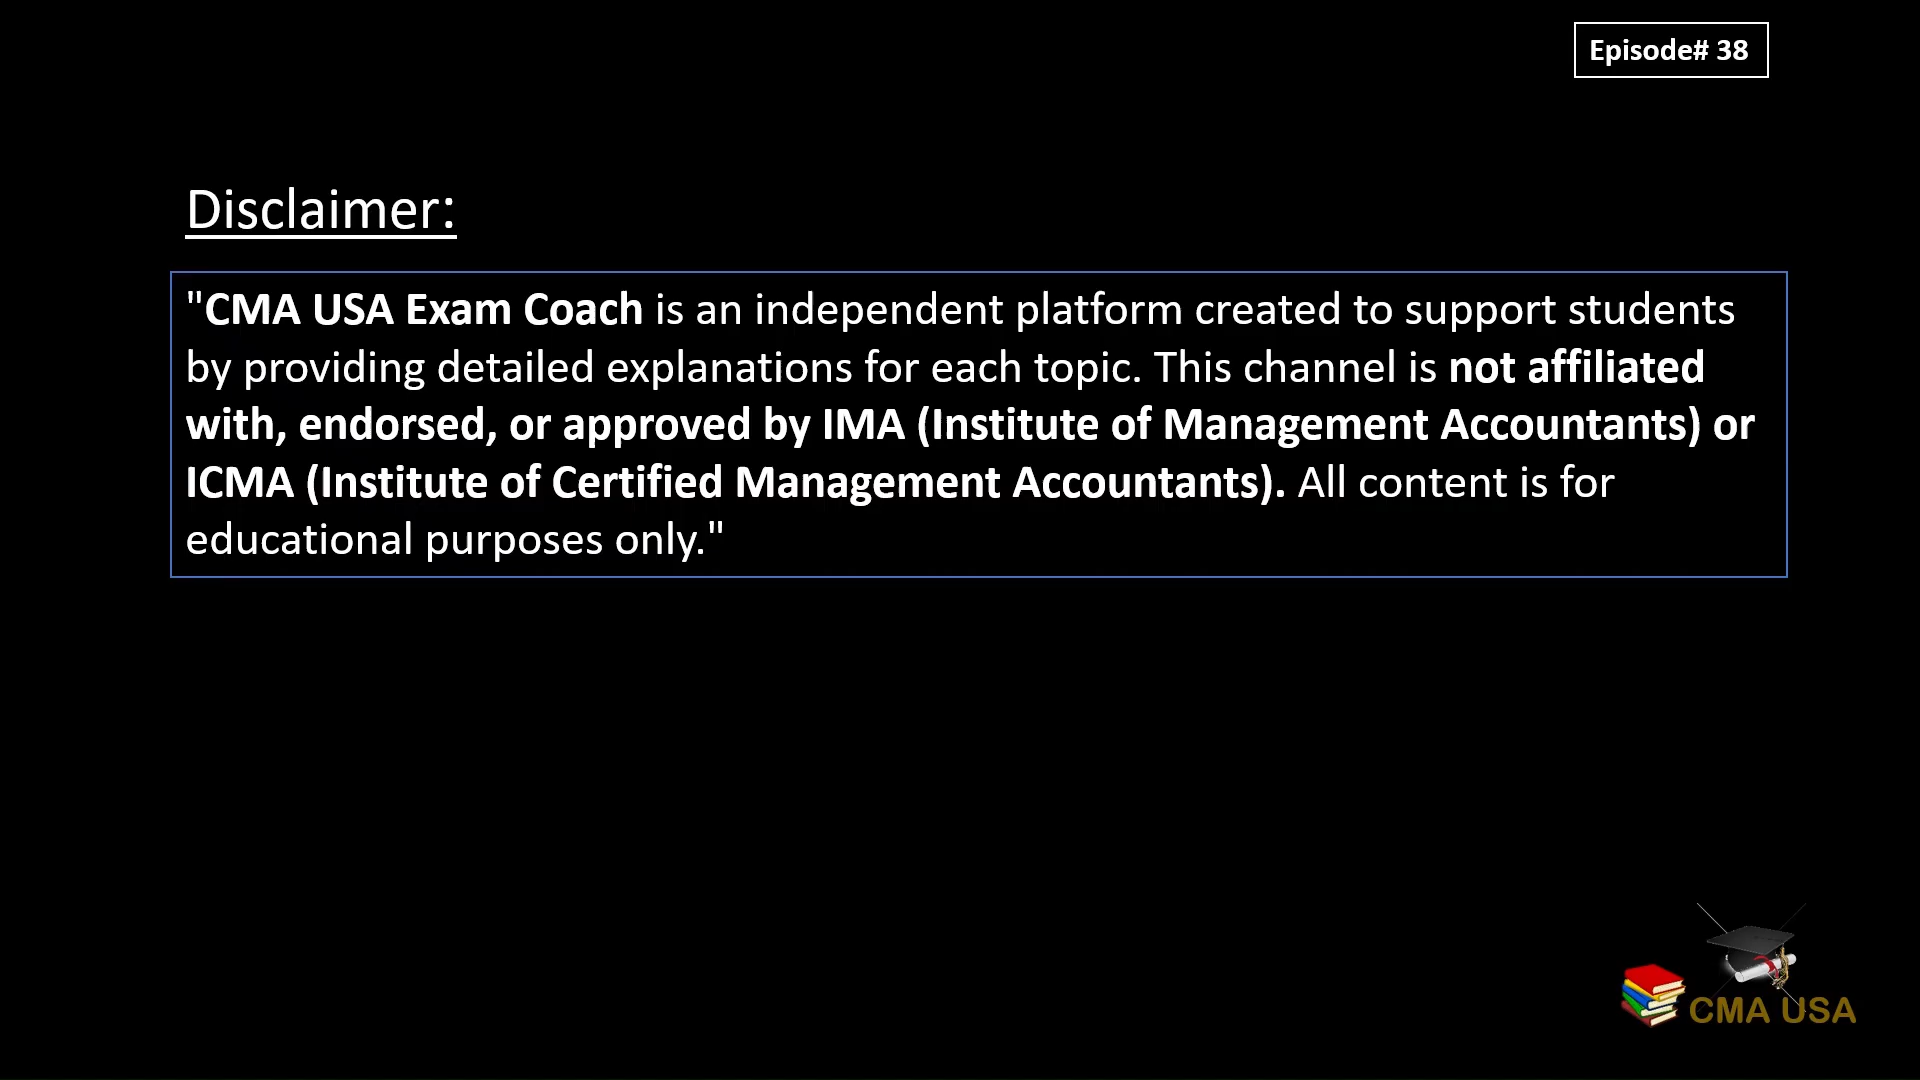 Episode# 38
Disclaimer:
"CMA USA Exam Coach is an independent platform created to support students
by providing detailed explanations for each topic. This channel is not affiliated
with, endorsed, or approved by IMA (Institute of Management Accountants) or
ICMA (Institute of Certified Management Accountants). All content is for
educational purposes only."
CMA USA